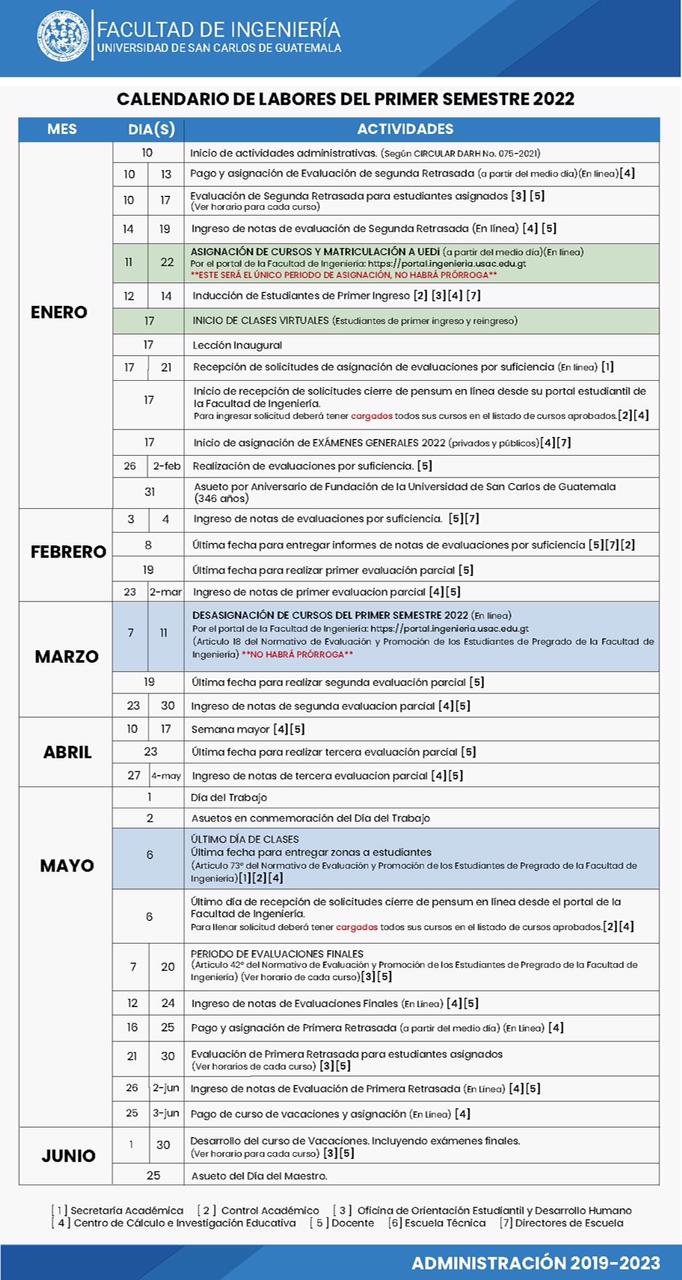 FACULTAD DE INGENIERÍA
UNIVERSIDAD DE SAN CARLOS DE GUATEMALA
CALENDARIO DE LABORES DEL PRIMER SEMESTRE 2022
MES DIA(S) ACTIVIDADES
ENERO
10 Inicio de actividades administrativas. (Según CIRCULAR DARH No. 075-2021)
10 13 Pago y asignación de Evaluación de segunda Retrasada (a partir del medio día)(En línea)[4]
10 17 Evaluación de Segunda Retrasada para estudiantes asignados [3] [5]
(Ver horario para cada curso)
14 19 Ingreso de notas de evaluación de Segunda Retrasada (En línea) [4] [5]
11 22 ASIGNACIÓN DE CURSOS Y MATRICULACIÓN A UEDi (a partir del medio día)(En línea)
Por el portal de la Facultad de Ingeniería: https://portal.ingenieria.usac.edu.gt
**ESTE SERÁ EL ÚNICO PERIODO DE ASIGNACIÓN, NO HABRÁ PRÓRROGA**
12 14 Inducción de Estudiantes de Primer Ingreso [2] [3][4] [7]
17 INICIO DE CLASES VIRTUALES (Estudiantes de primer ingreso y reingreso)
17 Lección Inaugural
17 21 Recepción de solicitudes de asignación de evaluaciones por suficiencia (En línea) [1]
17 Inicio de recepción de solicitudes cierre de pensum en línea desde su portal estudiantil de
la Facultad de Ingeniería.
Para ingresar solicitud deberá tener cargados todos sus cursos en el listado de cursos aprobados.[2][4]
17 Inicio de asignación de EXÁMENES GENERALES 2022 (privados y públicos)[4][7]
26 2-feb Realización de evaluaciones por suficiencia. [5]
31 Asueto por Aniversario de Fundación de la Universidad de San Carlos de Guatemala
(346 años)
FEBRERO
3 4 Ingreso de notas de evaluaciones por suficiencia. [5][7]
8 Última fecha para entregar informes de notas de evaluaciones por suficiencia [5][7][2]
19 Última fecha para realizar primer evaluación parcial [5]
23 2-mar Ingreso de notas de primer evaluacion parcial [4][5]
MARZO
7 11 DESASIGNACIÓN DE CURSOS DEL PRIMER SEMESTRE 2022 (En línea)
Por el portal de la Facultad de Ingeniería: https://portal.ingenieria.usac.edu.gt
(Artículo 18 del Normativo de Evaluación y Promoción de los Estudiantes de Pregrado de la Facultad de
Ingeniería) **NO HABRÁ PRÓRROGA**
19 Última fecha para realizar segunda evaluación parcial [5]
23 30 Ingreso de notas de segunda evaluacion parcial [4][5]
ABRIL
10 17 Semana mayor [4][5]
23 Última fecha para realizar tercera evaluación parcial [5]
27 4-may Ingreso de notas de tercera evaluacion parcial [4][5]
MAYO
1 Día del Trabajo
2 Asuetos en conmemoración del Día del Trabajo
6 ÚLTIMO DÍA DE CLASES
Última fecha para entregar zonas a estudiantes
(Artículo 73° del Normativo de Evaluación y Promoción de los Estudiantes de Pregrado de la Facultad de
Ingeniería)[1][2][4]
6 Último día de recepción de solicitudes cierre de pensum en línea desde el portal de la
Facultad de Ingeniería.
Para llenar solicitud deberá tener cargados todos sus cursos en el listado de cursos aprobados.[2][4]
7 20 PERIODO DE EVALUACIONES FINALES
(Artículo 42° del Normativo de Evaluación y Promoción de los Estudiantes de Pregrado de la Facultad de
Ingeniería) (Ver horario de cada curso)[3][5]
12 24 Ingreso de notas de Evaluaciones Finales (En Línea) [4][5]
16 25 Pago y asignación de Primera Retrasada (a partir del medio día) (En Línea) [4]
21 30 Evaluación de Primera Retrasada para estudiantes asignados
(Ver horarios de cada curso) [3][5]
26 2-jun Ingreso de notas de Evaluación de Primera Retrasada (En Línea) [4][5]
25 3-jun Pago de curso de vacaciones y asignación (En Línea) [4]
JUNIO
1 30 Desarrollo del curso de Vacaciones. Incluyendo exámenes finales.
(Ver horario para cada curso) [3][5]
25 Asueto del Día del Maestro.
[ 1 ] Secretaría Académica [ 2 ] Control Académico [ 3 ] Oficina de Orientación Estudiantil y Desarrollo Humano
[ 4 ] Centro de Cálculo e Investigación Educativa [ 5 ] Docente [6] Escuela Técnica [7] Directores de Escuela
ADMINISTRACIÓN 2019-2023